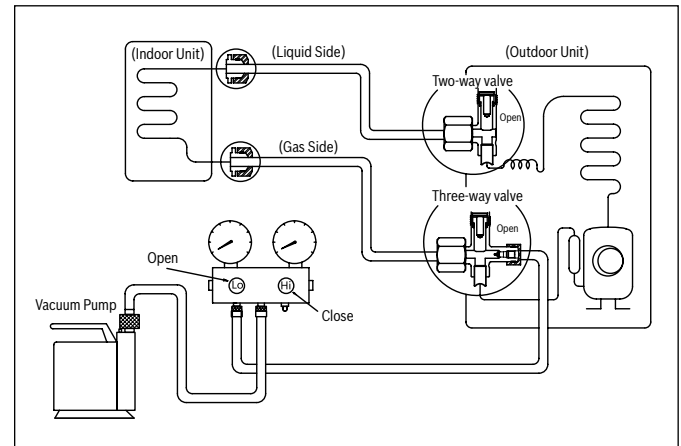 (Indoor Unit)
(Liquid Side)
(Outdoor Unit)
Two-way valve
Open
(Gas Side)
Three-way valve
Open
Open
Lo
Hi
Vacuum Pump
Close